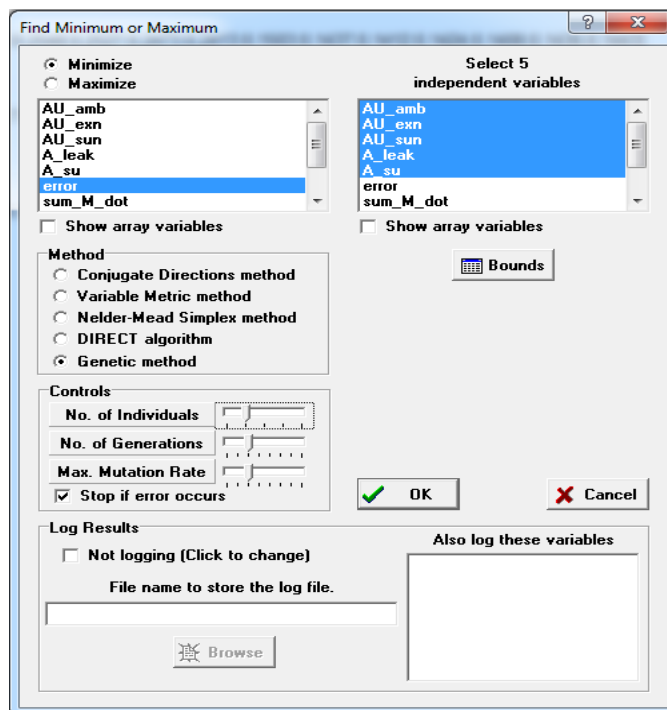 Find Minimum or Maximum
Minimize
Maximize
AU_amb
AU_exn
AU_sun
A_leak
A_su
error
sum_M_dot
Show array variables
Select 5
independent variables
AU_amb
AU_exn
AU_sun
A_leak
A_su
error
sum_M_dot
Show array variables
Bounds
Method
Conjugate Directions method
Variable Metric method
Nelder-Mead Simplex method
DIRECT algorithm
Genetic method
Controls
No. of Individuals
No. of Generations
Max. Mutation Rate
Stop if error occurs
OK
Cancel
Log Results
Not logging (Click to change)
File name to store the log file.
Browse
Also log these variables